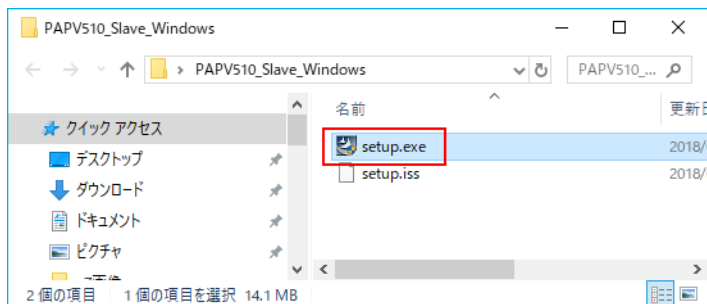 PAPV510_Slave_Windows
PAPV510_Slave_Windows
PAPV510_...
名前
更新日
クイック アクセス
setup.exe
2018/
デスクトップ
setup.iss
2018/
ダウンロード
ドキュメント
ピクチャ
2 個の項目
1 個の項目を選択 14.1 MB